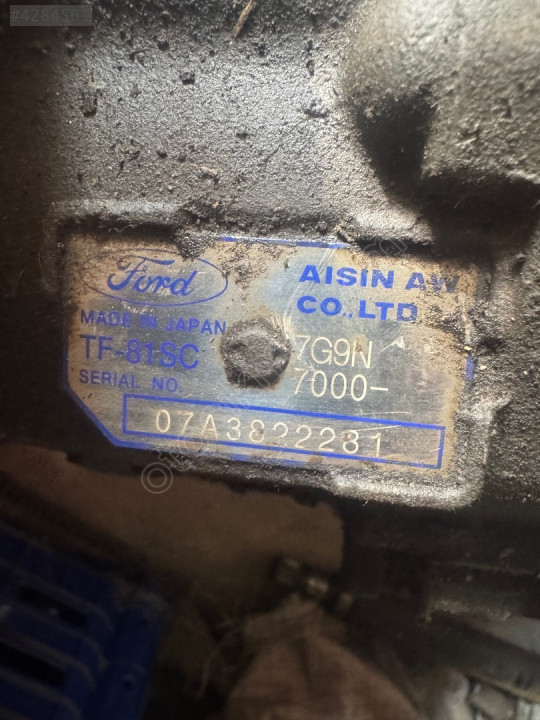 Ford
AISIN AW
CO.,LTD
MADE IN JAPAN
TF-81SC
7G9N
7000-
SERIAL NO.
07A3822281